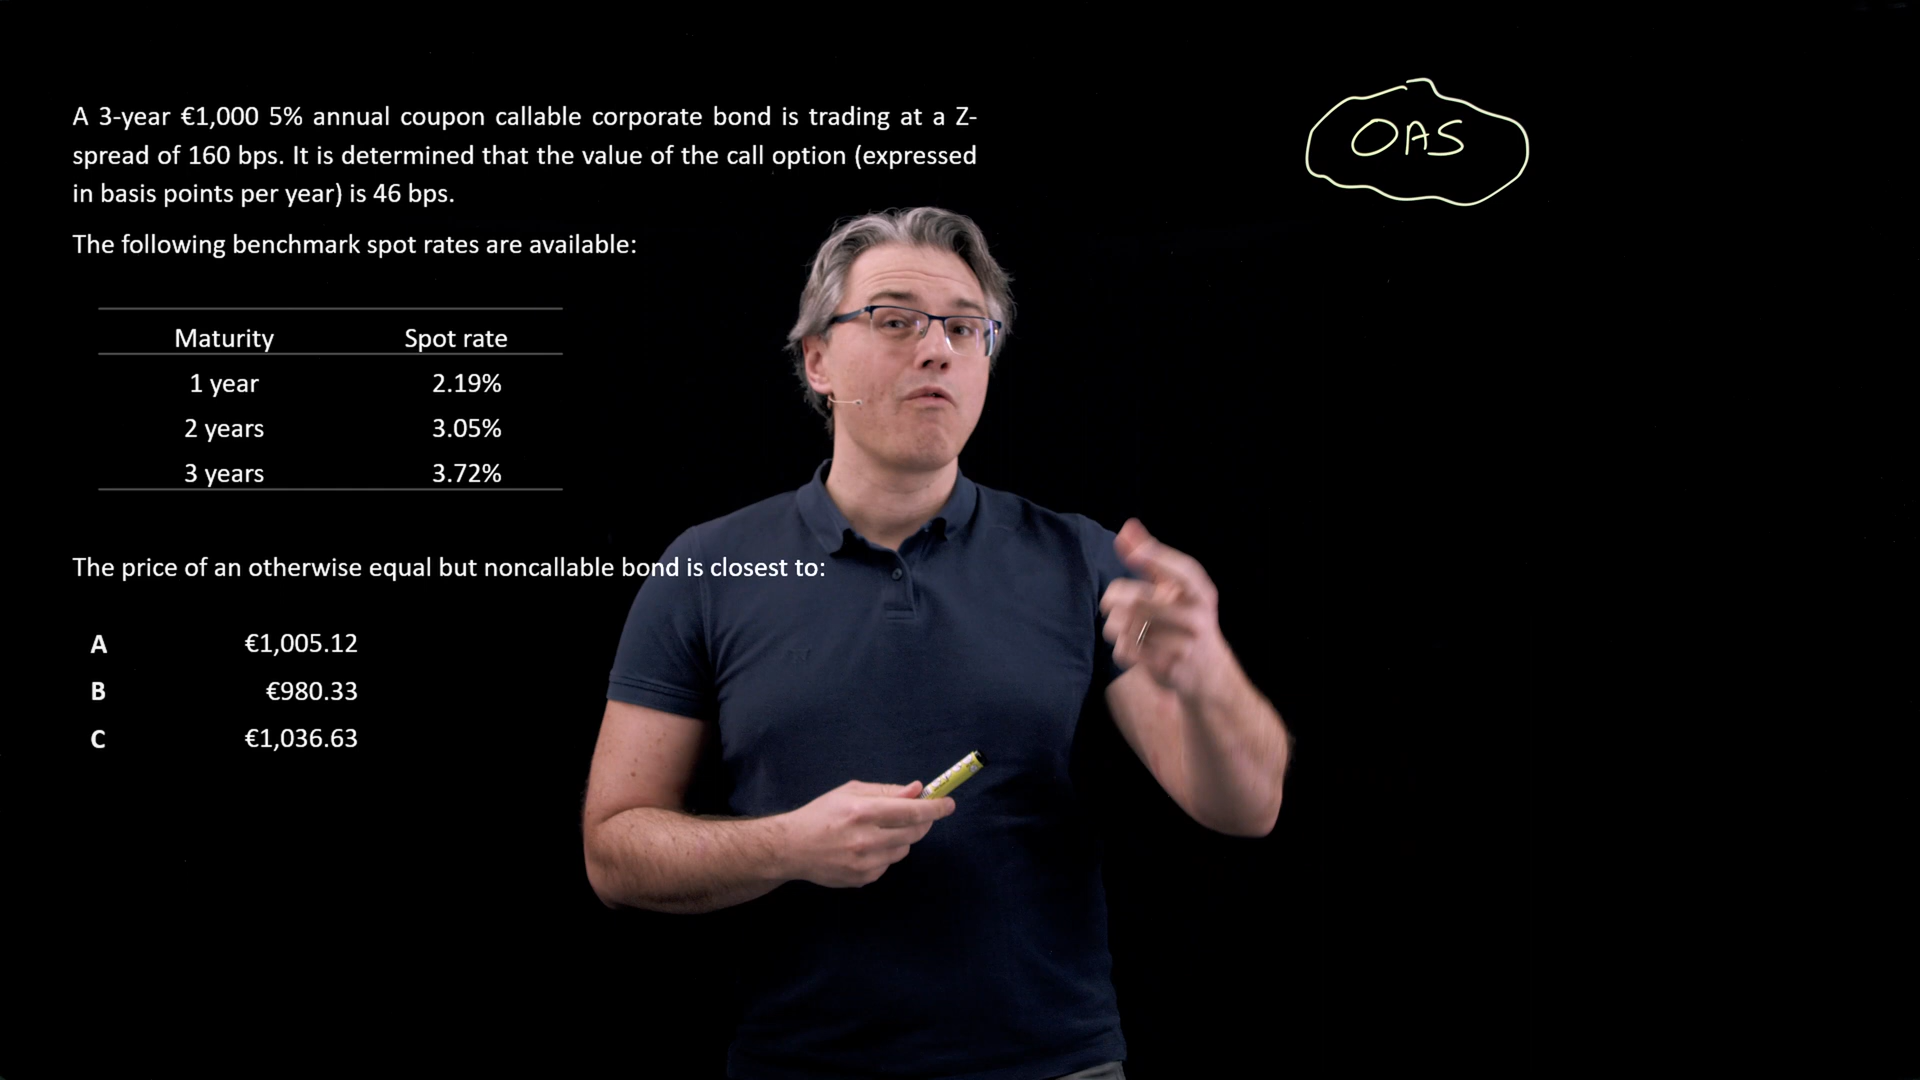 A 3-year €1,000 5% annual coupon callable corporate bond is trading at a Z-
spread of 160 bps. It is determined that the value of the call option (expressed
in basis points per year) is 46 bps.
The following benchmark spot rates are available:
Maturity Spot rate
1 year 2.19%
2 years 3.05%
3 years 3.72%
The price of an otherwise equal but noncallable bond is closest to:
A €1,005.12
B €980.33
C €1,036.63
OAS